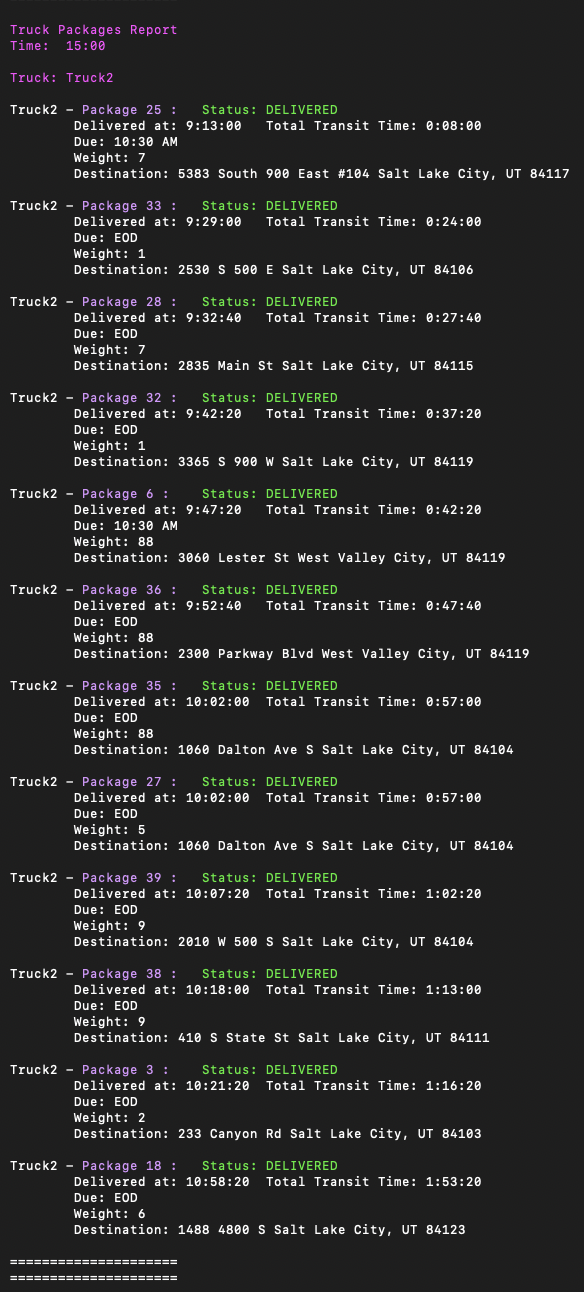 Truck Packages Report
Time:  15:00
Truck: Truck2
Truck2 – Package 25 :   Status: DELIVERED
Delivered at: 9:13:00   Total Transit Time: 0:08:00
Due: 10:30 AM
Weight: 7
Destination: 5383 South 900 East #104 Salt Lake City, UT 84117
Truck2 – Package 33 :   Status: DELIVERED
Delivered at: 9:29:00   Total Transit Time: 0:24:00
Due: EOD
Weight: 1
Destination: 2530 S 500 E Salt Lake City, UT 84106
Truck2 – Package 28 :   Status: DELIVERED
Delivered at: 9:32:40   Total Transit Time: 0:27:40
Due: EOD
Weight: 7
Destination: 2835 Main St Salt Lake City, UT 84115
Truck2 – Package 32 :   Status: DELIVERED
Delivered at: 9:42:20   Total Transit Time: 0:37:20
Due: EOD
Weight: 1
Destination: 3365 S 900 W Salt Lake City, UT 84119
Truck2 – Package 6 :    Status: DELIVERED
Delivered at: 9:47:20   Total Transit Time: 0:42:20
Due: 10:30 AM
Weight: 88
Destination: 3060 Lester St West Valley City, UT 84119
Truck2 – Package 36 :   Status: DELIVERED
Delivered at: 9:52:40   Total Transit Time: 0:47:40
Due: EOD
Weight: 88
Destination: 2300 Parkway Blvd West Valley City, UT 84119
Truck2 – Package 35 :   Status: DELIVERED
Delivered at: 10:02:00  Total Transit Time: 0:57:00
Due: EOD
Weight: 88
Destination: 1060 Dalton Ave S Salt Lake City, UT 84104
Truck2 – Package 27 :   Status: DELIVERED
Delivered at: 10:02:00  Total Transit Time: 0:57:00
Due: EOD
Weight: 5
Destination: 1060 Dalton Ave S Salt Lake City, UT 84104
Truck2 – Package 39 :   Status: DELIVERED
Delivered at: 10:07:20  Total Transit Time: 1:02:20
Due: EOD
Weight: 9
Destination: 2010 W 500 S Salt Lake City, UT 84104
Truck2 – Package 38 :   Status: DELIVERED
Delivered at: 10:18:00  Total Transit Time: 1:13:00
Due: EOD
Weight: 9
Destination: 410 S State St Salt Lake City, UT 84111
Truck2 – Package 3 :    Status: DELIVERED
Delivered at: 10:21:20  Total Transit Time: 1:16:20
Due: EOD
Weight: 2
Destination: 233 Canyon Rd Salt Lake City, UT 84103
Truck2 – Package 18 :   Status: DELIVERED
Delivered at: 10:58:20  Total Transit Time: 1:53:20
Due: EOD
Weight: 6
Destination: 1488 4800 S Salt Lake City, UT 84123
=====================
=====================